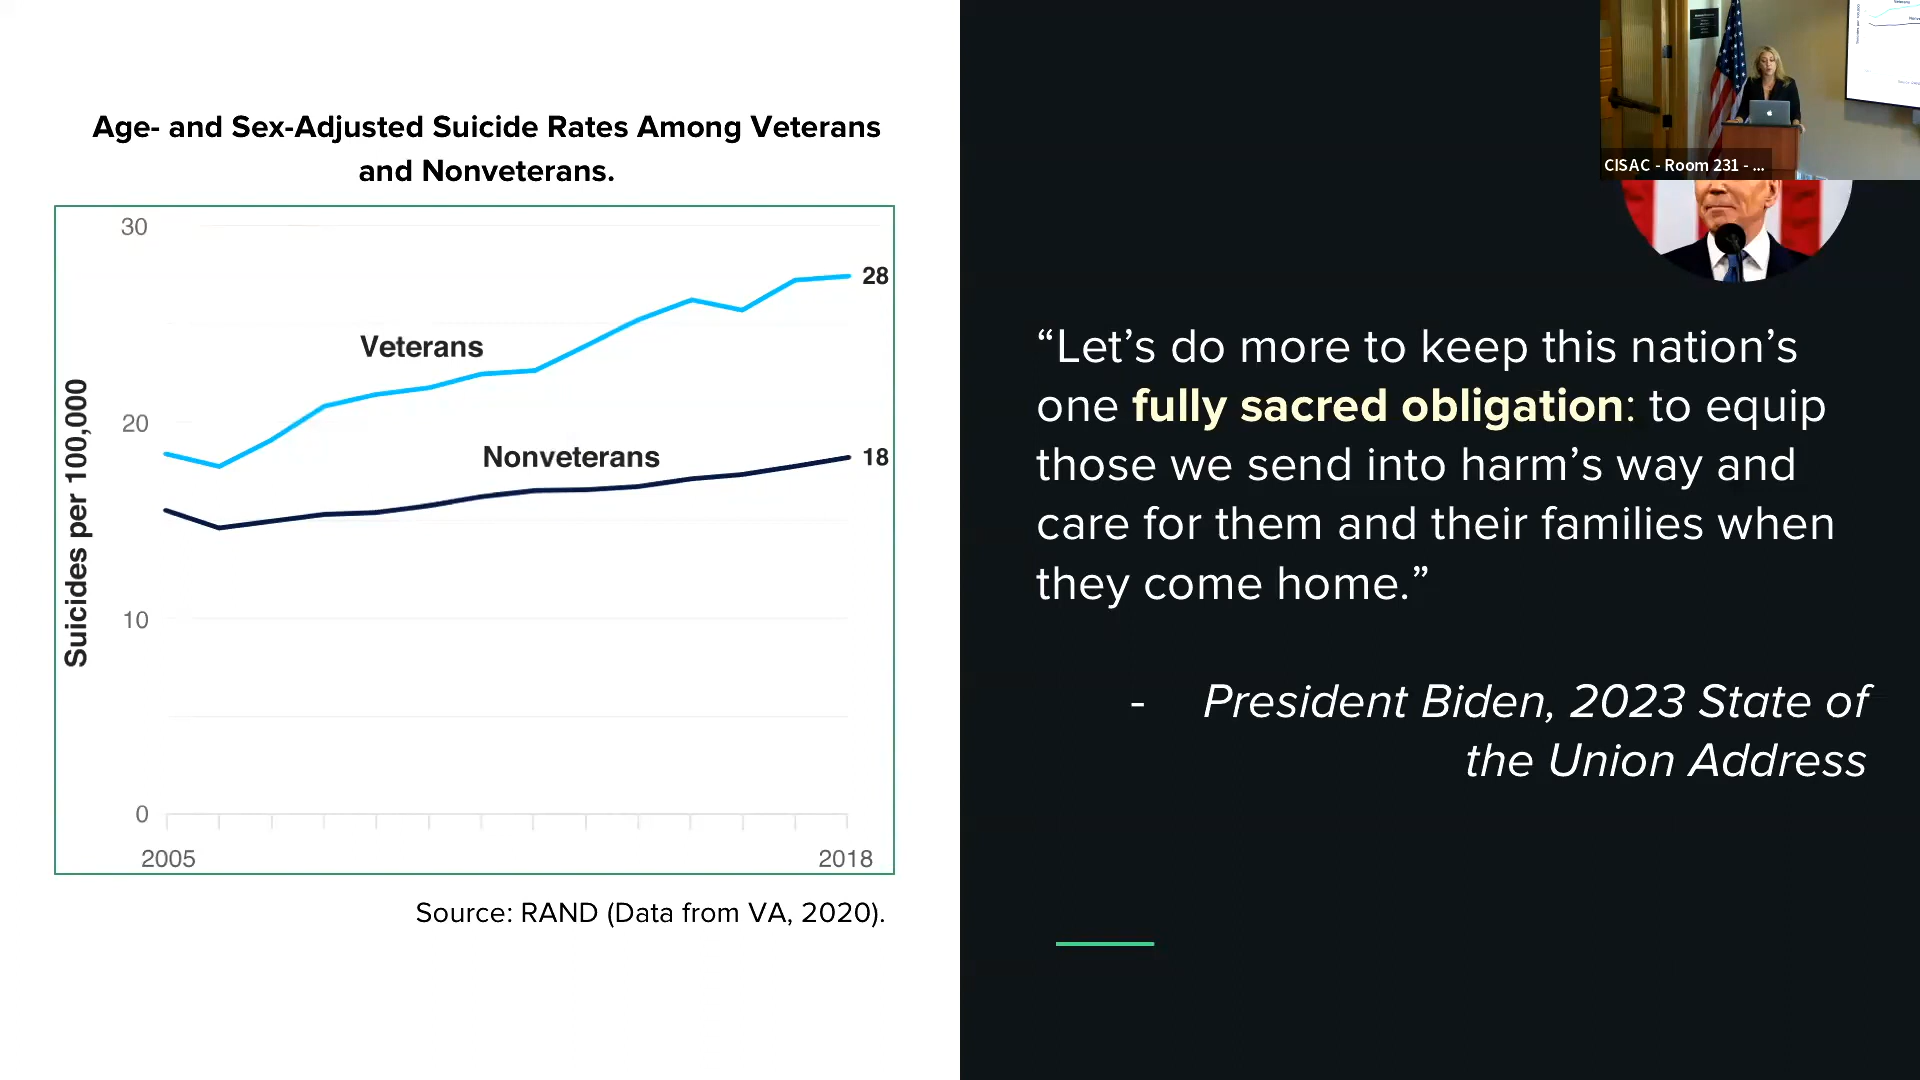 Age- and Sex-Adjusted Suicide Rates Among Veterans
and Nonveterans.
30
28
Veterans
20
Nonveterans
18
Suicides per 100,000
10
0
2005
2018
Source: RAND (Data from VA, 2020).
CISAC - Room 231 - ...
“Let’s do more to keep this nation’s
one fully sacred obligation: to equip
those we send into harm’s way and
care for them and their families when
they come home.”
- President Biden, 2023 State of
the Union Address